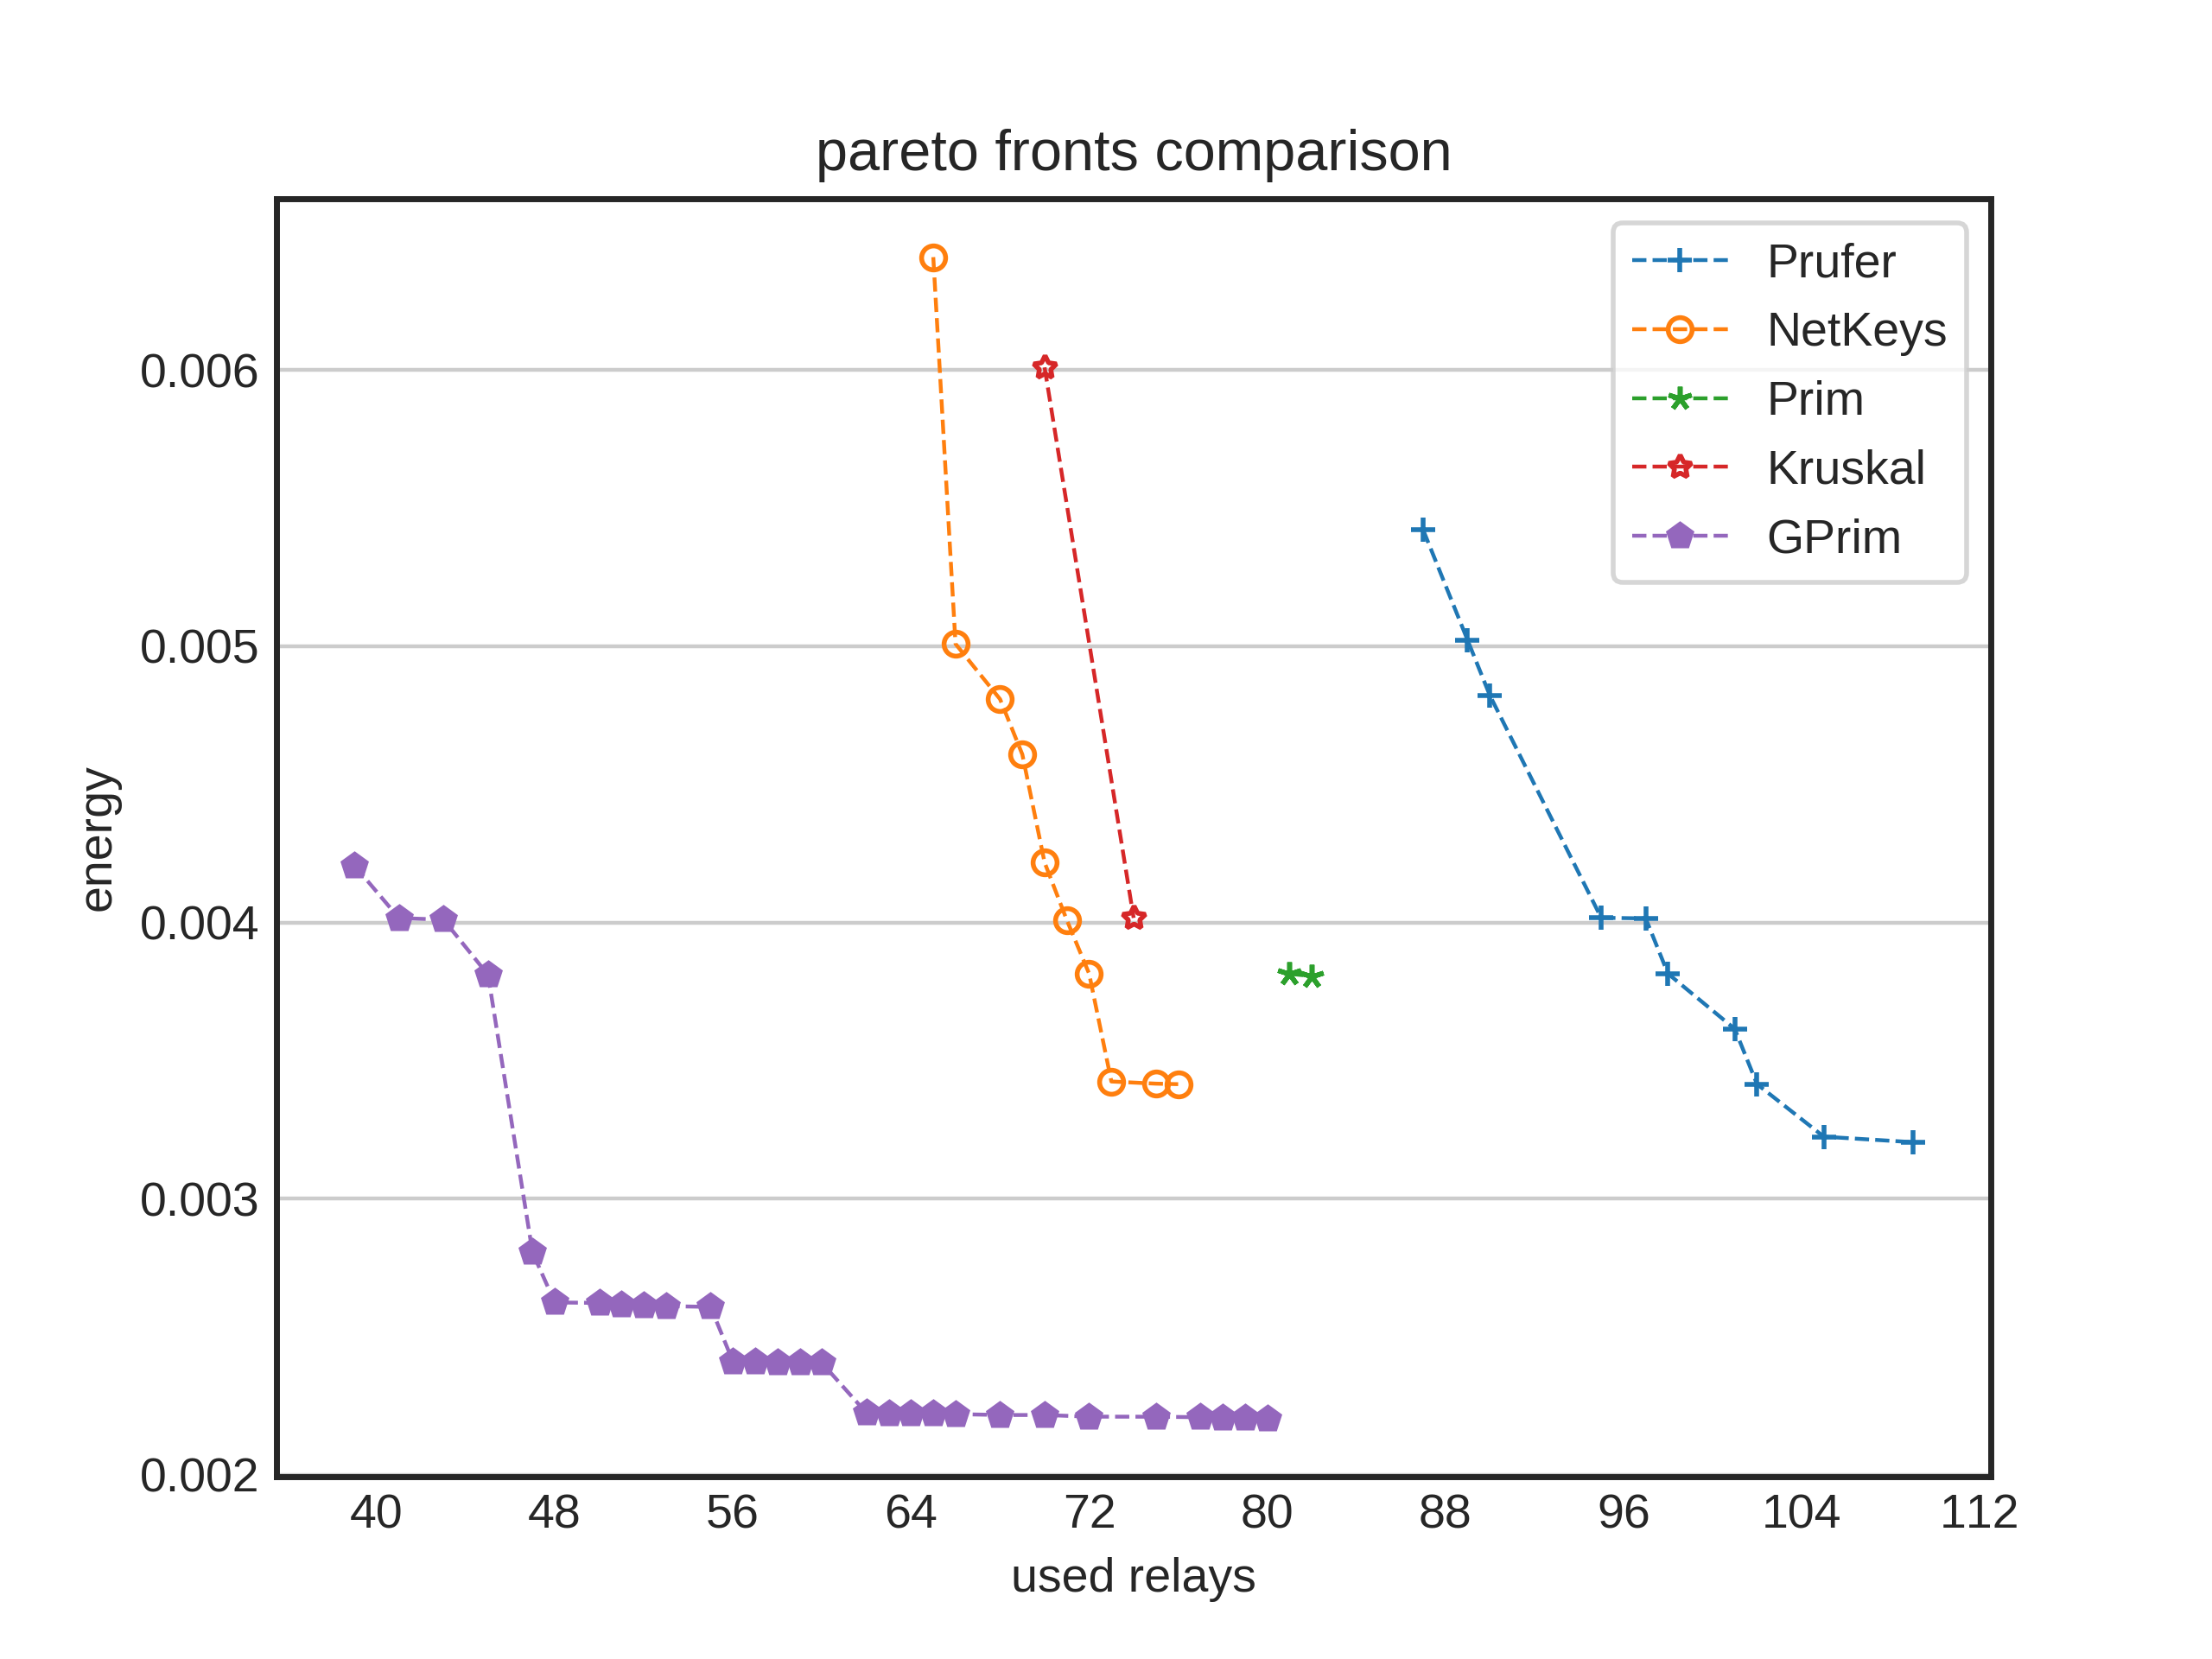 pareto fronts comparison
Prufer
NetKeys
Prim
Kruskal
GPrim
0.006
0.005
0.004
0.003
0.002
energy
40 48 56 64 72 80 88 96 104 112
used relays